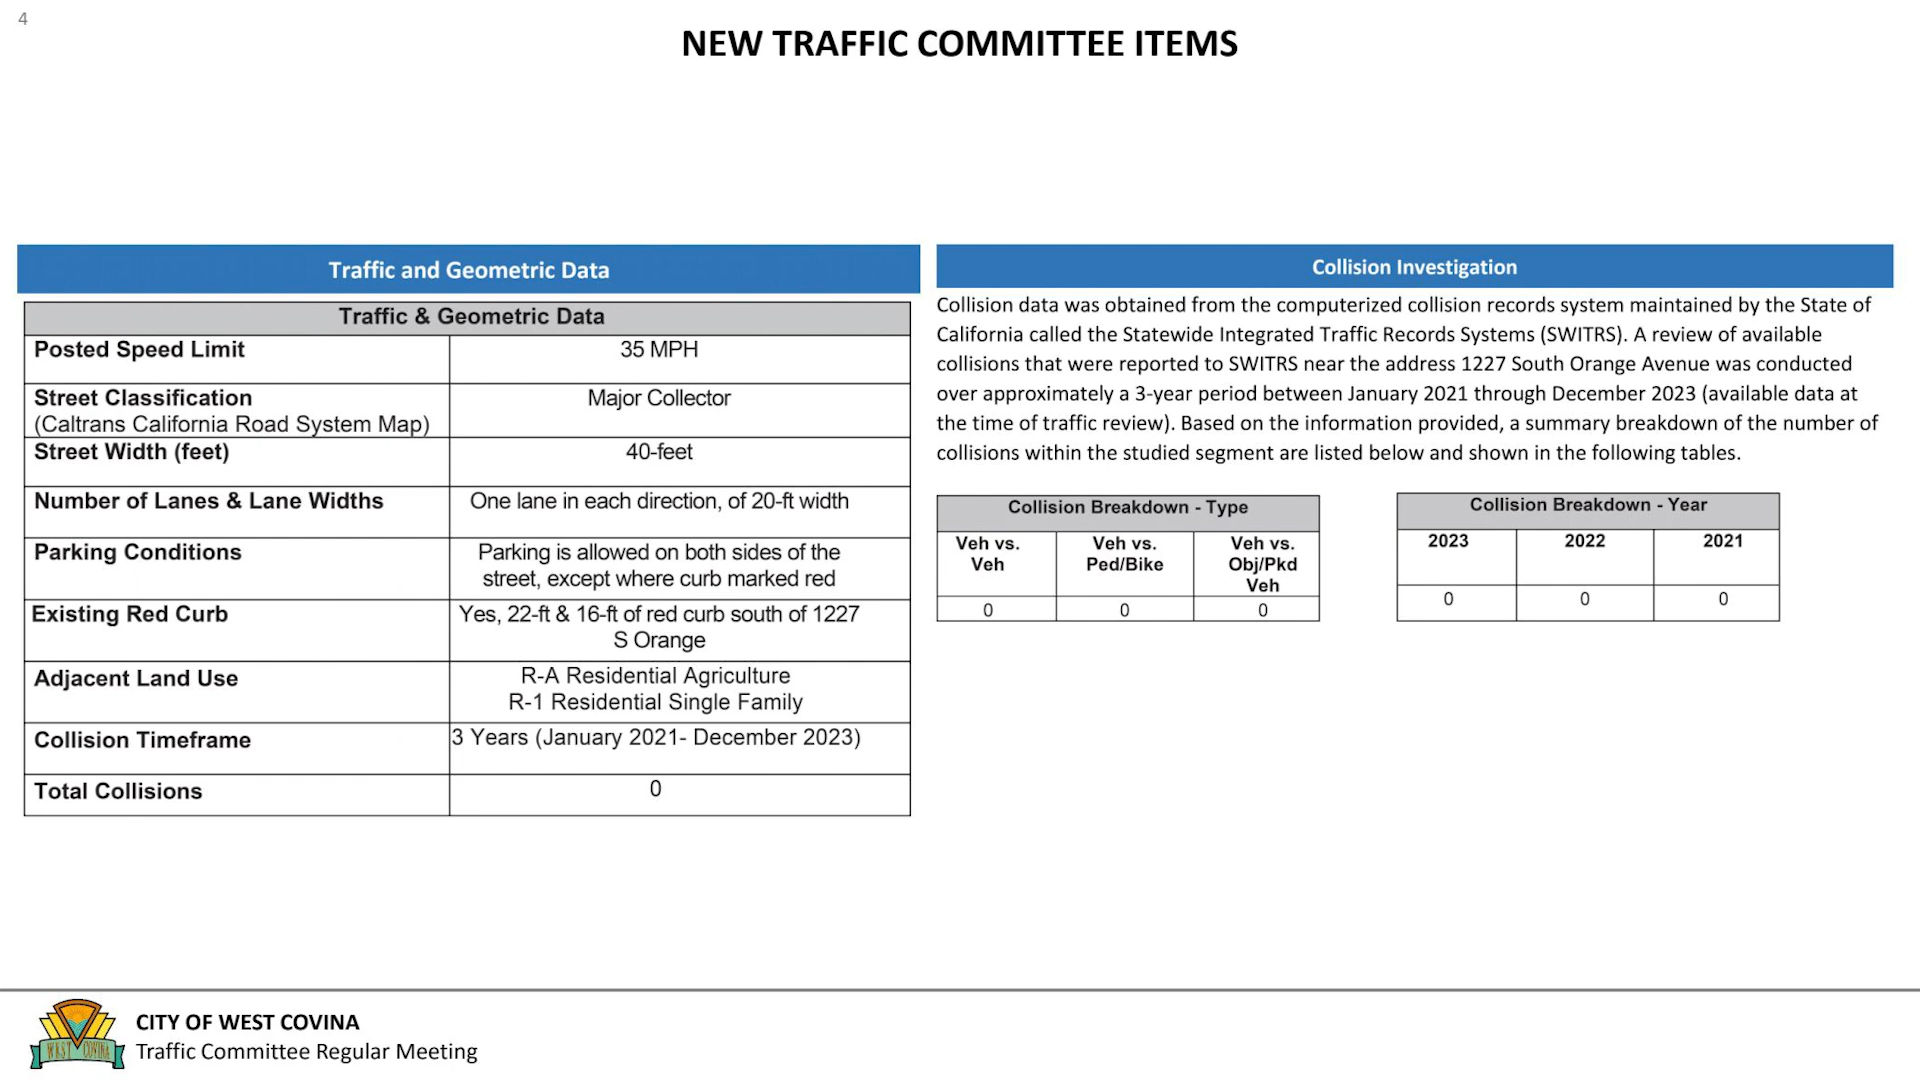 4
NEW TRAFFIC COMMITTEE ITEMS
Traffic and Geometric Data
Traffic & Geometric Data
Posted Speed Limit
35 MPH
Street Classification
(Caltrans California Road System Map)
Major Collector
Street Width (feet)
40-feet
Number of Lanes & Lane Widths
One lane in each direction, of 20-ft width
Parking Conditions
Parking is allowed on both sides of the
street, except where curb marked red
Existing Red Curb
Yes, 22-ft & 16-ft of red curb south of 1227
S Orange
Adjacent Land Use
R-A Residential Agriculture
R-1 Residential Single Family
Collision Timeframe
3 Years (January 2021- December 2023)
Total Collisions
0
Collision Investigation
Collision data was obtained from the computerized collision records system maintained by the State of
California called the Statewide Integrated Traffic Records Systems (SWITRS). A review of available
collisions that were reported to SWITRS near the address 1227 South Orange Avenue was conducted
over approximately a 3-year period between January 2021 through December 2023 (available data at
the time of traffic review). Based on the information provided, a summary breakdown of the number of
collisions within the studied segment are listed below and shown in the following tables.
Collision Breakdown - Type
Veh vs.
Veh
Veh vs.
Ped/Bike
Veh vs.
Obj/Pkd
Veh
0 0 0
Collision Breakdown - Year
2023 2022 2021
0 0 0
WEST COVINA
CITY OF WEST COVINA
Traffic Committee Regular Meeting